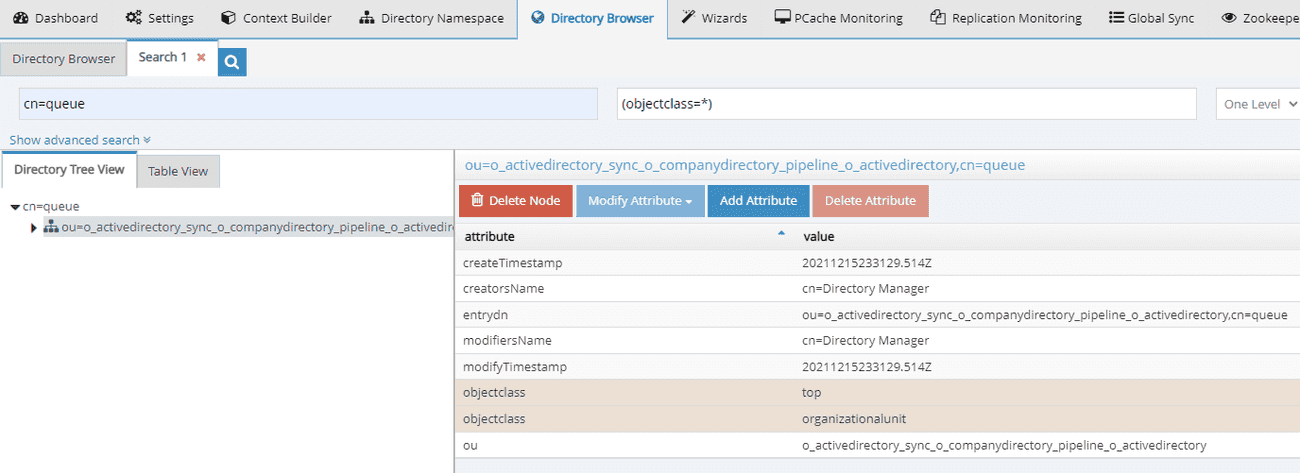 Dashboard Settings Context Builder Directory Namespace Directory Browser Wizards PCache Monitoring Replication Monitoring Global Sync Zookeepe
Directory Browser Search 1
cn=queue (objectclass=*) One Level
Show advanced search
Directory Tree View Table View
cn=queue
ou=o_activedirectory_sync_o_companydirectory_pipeline_o_activedire
ou=o_activedirectory_sync_o_companydirectory_pipeline_o_activedirectory,cn=queue
Delete Node Modify Attribute Add Attribute Delete Attribute
attribute value
createTimestamp 20211215233129.514Z
creatorsName cn=Directory Manager
entrydn ou=o_activedirectory_sync_o_companydirectory_pipeline_o_activedirectory,cn=queue
modifiersName cn=Directory Manager
modifyTimestamp 20211215233129.514Z
objectclass top
objectclass organizationalunit
ou o_activedirectory_sync_o_companydirectory_pipeline_o_activedirectory